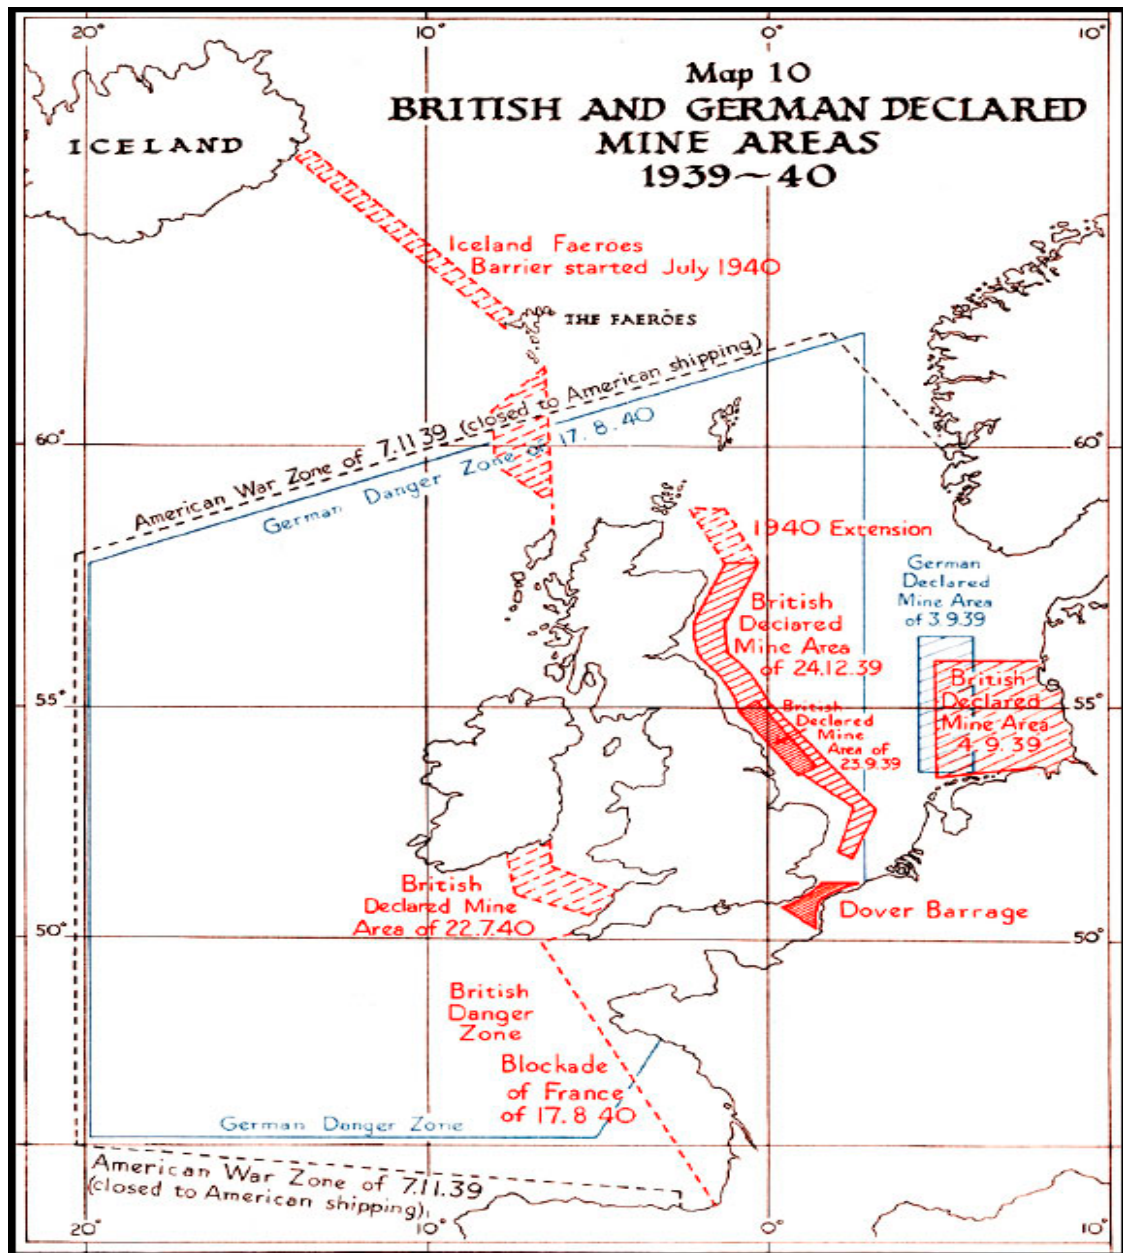 20°
10°
0°
10°
Map 10
BRITISH AND GERMAN DECLARED
MINE AREAS
1939~40
ICELAND
Iceland Faeroes
Barrier started July 1940
THE FAERÖES
American War Zone of 7.11.39 (closed to American shipping)
German Danger Zone of 17.8.40
60°
60°
1940 Extension
German
Declared
Mine Area
of 3.9.39
British
Declared
Mine Area
of 24.12.39
British
Declared
Mine Area
4.9.39
55°
55°
British
Declared
Mine
Area of
23.9.39
British
Declared Mine
Area of 22.7.40
Dover Barrage
50°
50°
British
Danger
Zone
Blockade
of France
of 17.8 40
German Danger Zone
American War Zone of 7.11.39
(closed to American shipping)
20°
10°
0°
10°